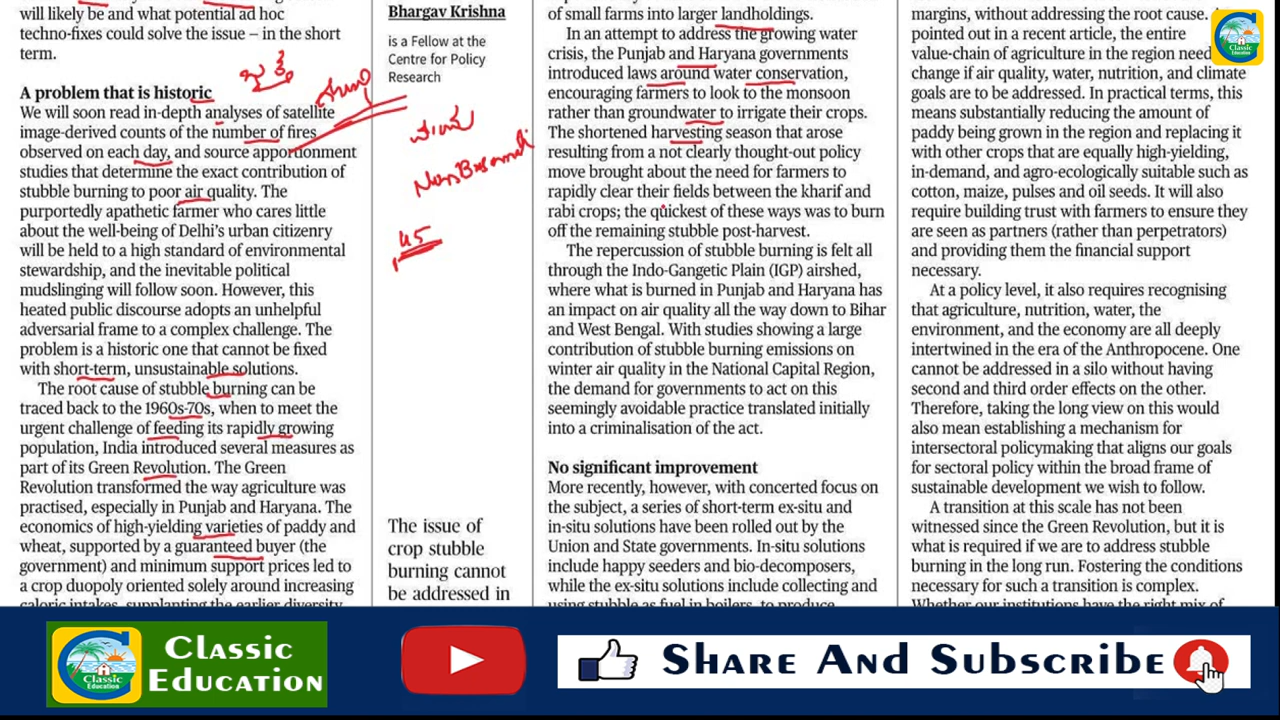 will likely be and what potential ad hoc
techno-fixes could solve the issue – in the short
term.
A problem that is historic
We will soon read in-depth analyses of satellite
image-derived counts of the number of fires
observed on each day, and source apportionment
studies that determine the exact contribution of
stubble burning to poor air quality. The
purportedly apathetic farmer who cares little
about the well-being of Delhi's urban citizenry
will be held to a high standard of environmental
stewardship, and the inevitable political
mudslinging will follow soon. However, this
heated public discourse adopts an unhelpful
adversarial frame to a complex challenge. The
problem is a historic one that cannot be fixed
with short-term, unsustainable solutions.
The root cause of stubble burning can be
traced back to the 1960s-70s, when to meet the
urgent challenge of feeding its rapidly growing
population, India introduced several measures as
part of its Green Revolution. The Green
Revolution transformed the way agriculture was
practised, especially in Punjab and Haryana. The
economics of high-yielding varieties of paddy and
wheat, supported by a guaranteed buyer (the
government) and minimum support prices led to
a crop duopoly oriented solely around increasing
caloric intakes, supplanting the earlier diversity
Bhargav Krishna
is a Fellow at the
Centre for Policy
Research
Non Basmati
45
The issue of
crop stubble
burning cannot
be addressed in
of small farms into larger landholdings.
In an attempt to address the growing water
crisis, the Punjab and Haryana governments
introduced laws around water conservation,
encouraging farmers to look to the monsoon
rather than groundwater to irrigate their crops.
The shortened harvesting season that arose
resulting from a not clearly thought-out policy
move brought about the need for farmers to
rapidly clear their fields between the kharif and
rabi crops; the quickest of these ways was to burn
off the remaining stubble post-harvest.
The repercussion of stubble burning is felt all
through the Indo-Gangetic Plain (IGP) airshed,
where what is burned in Punjab and Haryana has
an impact on air quality all the way down to Bihar
and West Bengal. With studies showing a large
contribution of stubble burning emissions on
winter air quality in the National Capital Region,
the demand for governments to act on this
seemingly avoidable practice translated initially
into a criminalisation of the act.
No significant improvement
More recently, however, with concerted focus on
the subject, a series of short-term ex-situ and
in-situ solutions have been rolled out by the
Union and State governments. In-situ solutions
include happy seeders and bio-decomposers,
while the ex-situ solutions include collecting and
using stubble as fuel in boilers, to produce
margins, without addressing the root cause.
pointed out in a recent article, the entire
value-chain of agriculture in the region need
change if air quality, water, nutrition, and climate
goals are to be addressed. In practical terms, this
means substantially reducing the amount of
paddy being grown in the region and replacing it
with other crops that are equally high-yielding,
in-demand, and agro-ecologically suitable such as
cotton, maize, pulses and oil seeds. It will also
require building trust with farmers to ensure they
are seen as partners (rather than perpetrators)
and providing them the financial support
necessary.
At a policy level, it also requires recognising
that agriculture, nutrition, water, the
environment, and the economy are all deeply
intertwined in the era of the Anthropocene. One
cannot be addressed in a silo without having
second and third order effects on the other.
Therefore, taking the long view on this would
also mean establishing a mechanism for
intersectoral policymaking that aligns our goals
for sectoral policy within the broad frame of
sustainable development we wish to follow.
A transition at this scale has not been
witnessed since the Green Revolution, but it is
what is required if we are to address stubble
burning in the long run. Fostering the conditions
necessary for such a transition is complex.
Whether our institutions have the right mix of
Classic
Education
Classic
Education
Classic
Education
Share And Subscribe